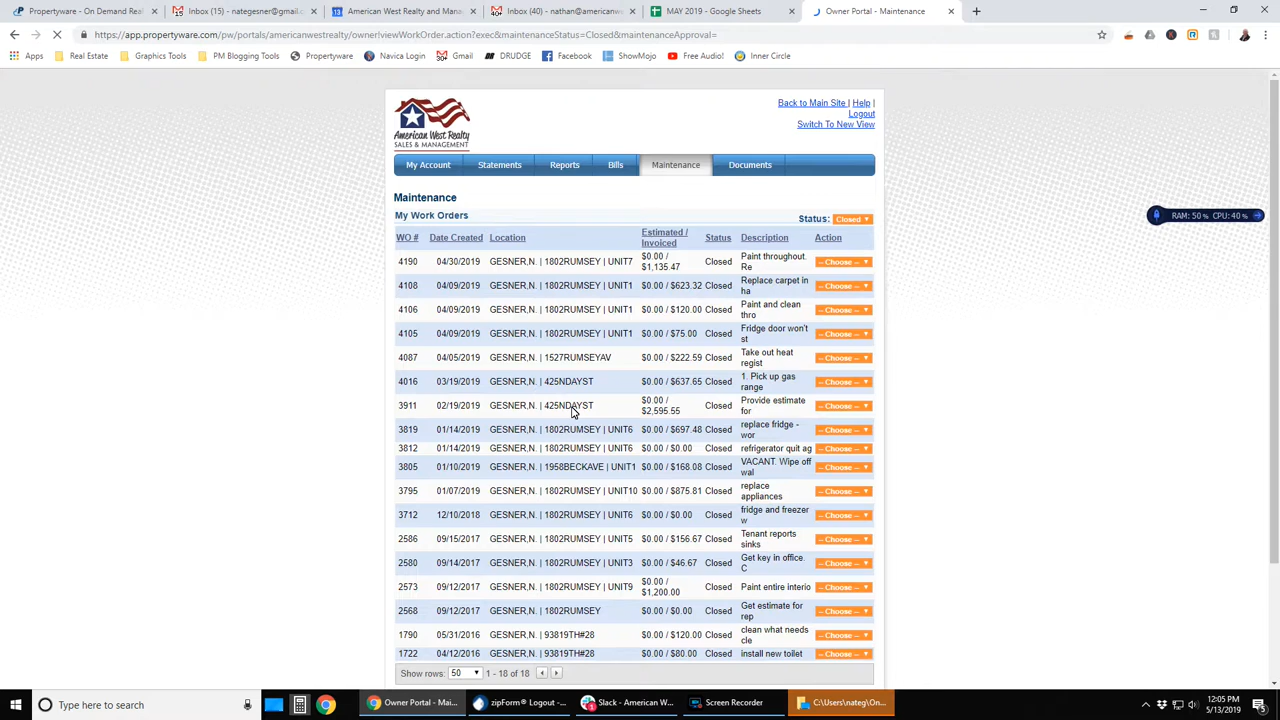 Propertyware - On Demand Real
Inbox (15) - nategesner@gmail.c
American West Realty and Mana
Inbox (40) - nathan@americanwe
MAY 2019 - Google Sheets
Owner Portal - Maintenance
https://app.propertyware.com/pw/portals/americanwestrealty/owner/viewWorkOrder.action?exec&maintenanceStatus=Closed&maintenanceApproval=
Apps Real Estate Graphics Tools PM Blogging Tools Propertyware Navica Login Gmail DRUDGE Facebook ShowMojo Free Audio! Inner Circle
Back to Main Site | Help |
Logout
Switch To New View
American West Realty
SALES & MANAGEMENT
My Account Statements Reports Bills Maintenance Documents
Maintenance
My Work Orders
Status: Closed
RAM: 50% CPU: 40%
WO # Date Created Location Estimated / Invoiced Status Description Action
4190 04/30/2019 GESNER,N. | 1802RUMSEY | UNIT7 $0.00 / $1,135.47 Closed Paint throughout. Re -- Choose --
4108 04/09/2019 GESNER,N. | 1802RUMSEY | UNIT1 $0.00 / $623.32 Closed Replace carpet in ha -- Choose --
4106 04/09/2019 GESNER,N. | 1802RUMSEY | UNIT1 $0.00 / $120.00 Closed Paint and clean thro -- Choose --
4105 04/09/2019 GESNER,N. | 1802RUMSEY | UNIT1 $0.00 / $75.00 Closed Fridge door won't st -- Choose --
4087 04/05/2019 GESNER,N. | 1527RUMSEYAV $0.00 / $222.59 Closed Take out heat regist -- Choose --
4016 03/19/2019 GESNER,N. | 425NDAYST $0.00 / $637.65 Closed 1. Pick up gas range -- Choose --
3911 02/19/2019 GESNER,N. | 425NDAYST $0.00 / $2,595.55 Closed Provide estimate for -- Choose --
3819 01/14/2019 GESNER,N. | 1802RUMSEY | UNIT6 $0.00 / $697.48 Closed replace fridge - wor -- Choose --
3812 01/14/2019 GESNER,N. | 1802RUMSEY | UNIT6 $0.00 / $0.00 Closed refrigerator quit ag -- Choose --
3805 01/10/2019 GESNER,N. | 1958BECKAVE | UNIT1 $0.00 / $168.08 Closed VACANT. Wipe off wal -- Choose --
3795 01/07/2019 GESNER,N. | 1802RUMSEY | UNIT10 $0.00 / $875.81 Closed replace appliances -- Choose --
3712 12/10/2018 GESNER,N. | 1802RUMSEY | UNIT6 $0.00 / $0.00 Closed fridge and freezer w -- Choose --
2586 09/15/2017 GESNER,N. | 1802RUMSEY | UNIT5 $0.00 / $156.67 Closed Tenant reports sinks -- Choose --
2580 09/14/2017 GESNER,N. | 1802RUMSEY | UNIT3 $0.00 / $46.67 Closed Get key in office. C -- Choose --
2573 09/12/2017 GESNER,N. | 1802RUMSEY | UNIT9 $0.00 / $1,200.00 Closed Paint entire interio -- Choose --
2568 09/12/2017 GESNER,N. | 1802RUMSEY $0.00 / $0.00 Closed Get estimate for rep -- Choose --
1790 05/31/2016 GESNER,N. | 93819TH#28 $0.00 / $120.00 Closed clean what needs cle -- Choose --
1722 04/12/2016 GESNER,N. | 93819TH#28 $0.00 / $80.00 Closed install new toilet -- Choose --
Show rows: 50 1 - 18 of 18
Type here to search
Owner Portal - Mai...
zipForm® Logout - ...
Slack - American W...
Screen Recorder
C:\Users\nateg\On...
12:05 PM
5/13/2019